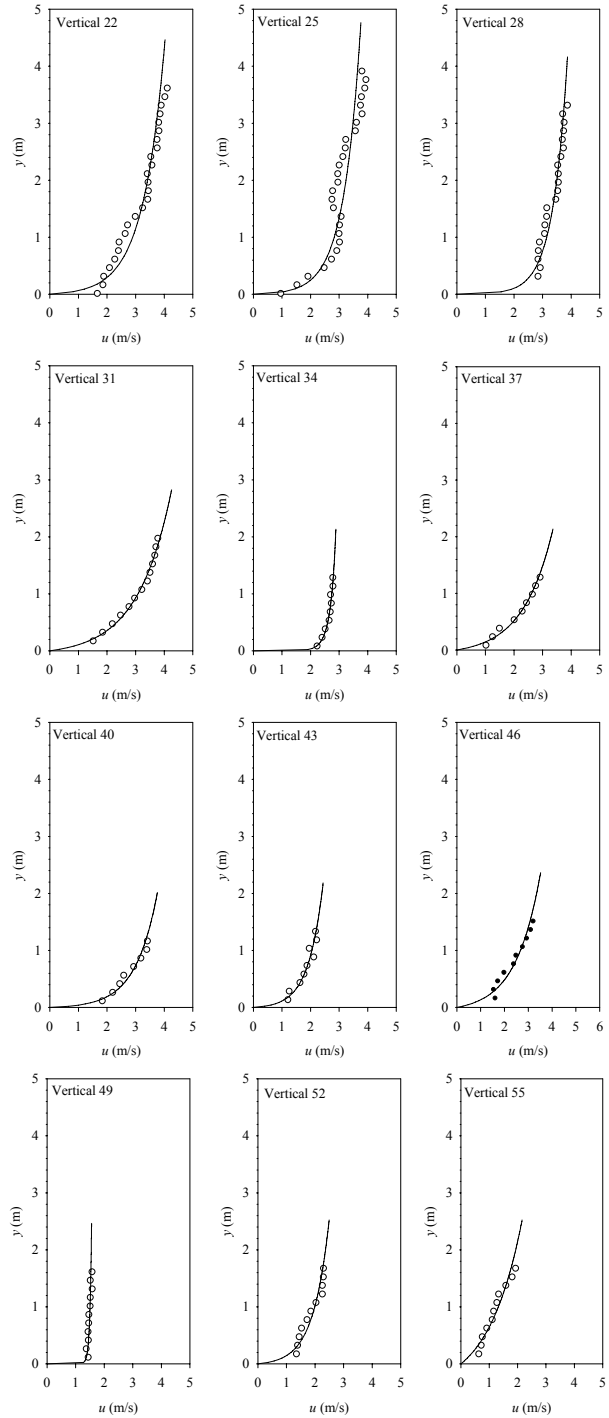 Vertical 22
y (m)
5
4
3
2
1
0
0 1 2 3 4 5
u (m/s)
Vertical 25
y (m)
5
4
3
2
1
0
0 1 2 3 4 5
u (m/s)
Vertical 28
y (m)
5
4
3
2
1
0
0 1 2 3 4 5
u (m/s)
Vertical 31
y (m)
5
4
3
2
1
0
0 1 2 3 4 5
u (m/s)
Vertical 34
y (m)
5
4
3
2
1
0
0 1 2 3 4 5
u (m/s)
Vertical 37
y (m)
5
4
3
2
1
0
0 1 2 3 4 5
u (m/s)
Vertical 40
y (m)
5
4
3
2
1
0
0 1 2 3 4 5
u (m/s)
Vertical 43
y (m)
5
4
3
2
1
0
0 1 2 3 4 5
u (m/s)
Vertical 46
y (m)
5
4
3
2
1
0
0 1 2 3 4 5 6
u (m/s)
Vertical 49
y (m)
5
4
3
2
1
0
0 1 2 3 4 5
u (m/s)
Vertical 52
y (m)
5
4
3
2
1
0
0 1 2 3 4 5
u (m/s)
Vertical 55
y (m)
5
4
3
2
1
0
0 1 2 3 4 5
u (m/s)